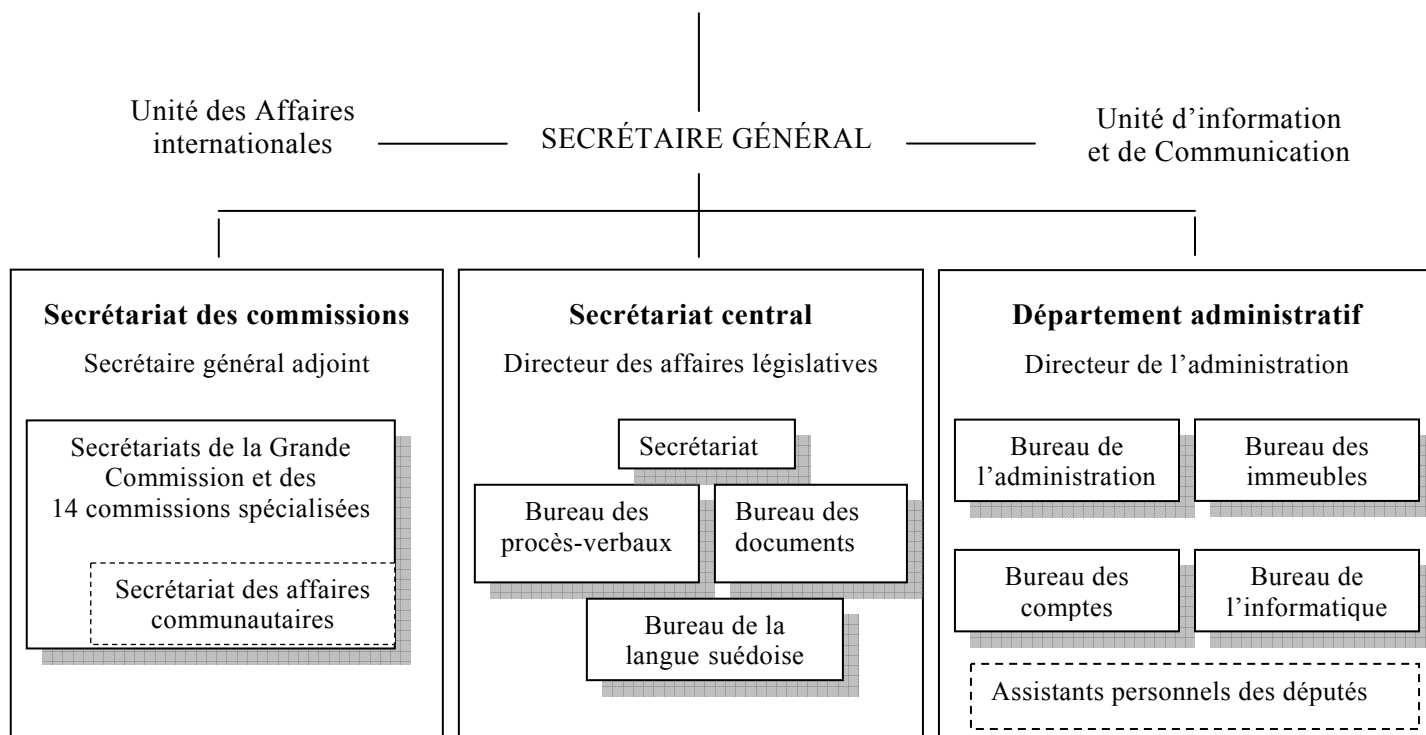 Unité des Affaires
internationales
SECRÉTAIRE GÉNÉRAL
Unité d’information
et de Communication
Secrétariat des commissions
Secrétaire général adjoint
Secrétariats de la Grande
Commission et des
14 commissions spécialisées
Secrétariat des affaires
communautaires
Secrétariat central
Directeur des affaires législatives
Secrétariat
Bureau des
procès-verbaux
Bureau des
documents
Bureau de la
langue suédoise
Département administratif
Directeur de l’administration
Bureau de
l’administration
Bureau des
immeubles
Bureau des
comptes
Bureau de
l’informatique
Assistants personnels des députés